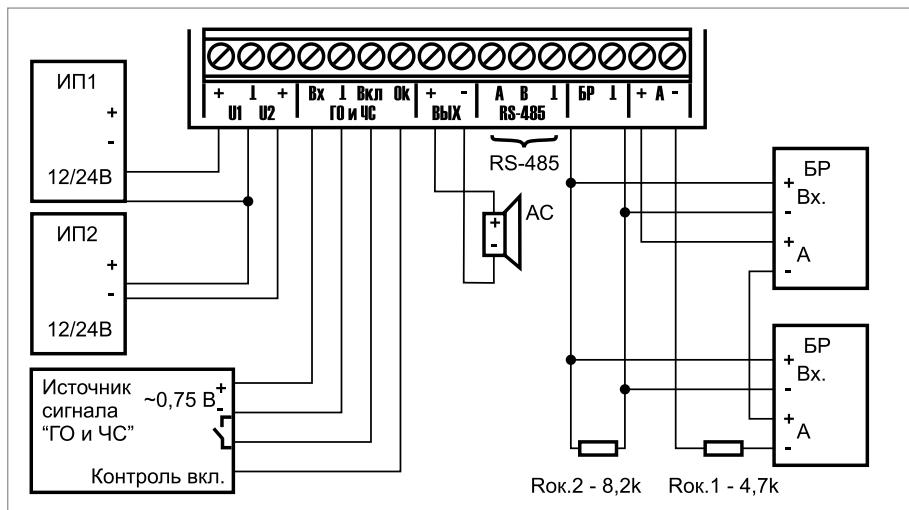 + ⊥ + Вх ⊥ Вкл Ok + - A B ⊥ БР ⊥ + A -
U1 U2 ГО и ЧС ВЫХ RS-485
RS-485
ИП1
+
-
12/24В
ИП2
+
-
12/24В
Источник
сигнала
“ГО и ЧС”
~0,75 В
+
-
Контроль вкл.
+
-
АС
БР
+
Вх.
-
+
А
-
БР
+
Вх.
-
+
А
-
Rок.2 - 8,2k
Rок.1 - 4,7k